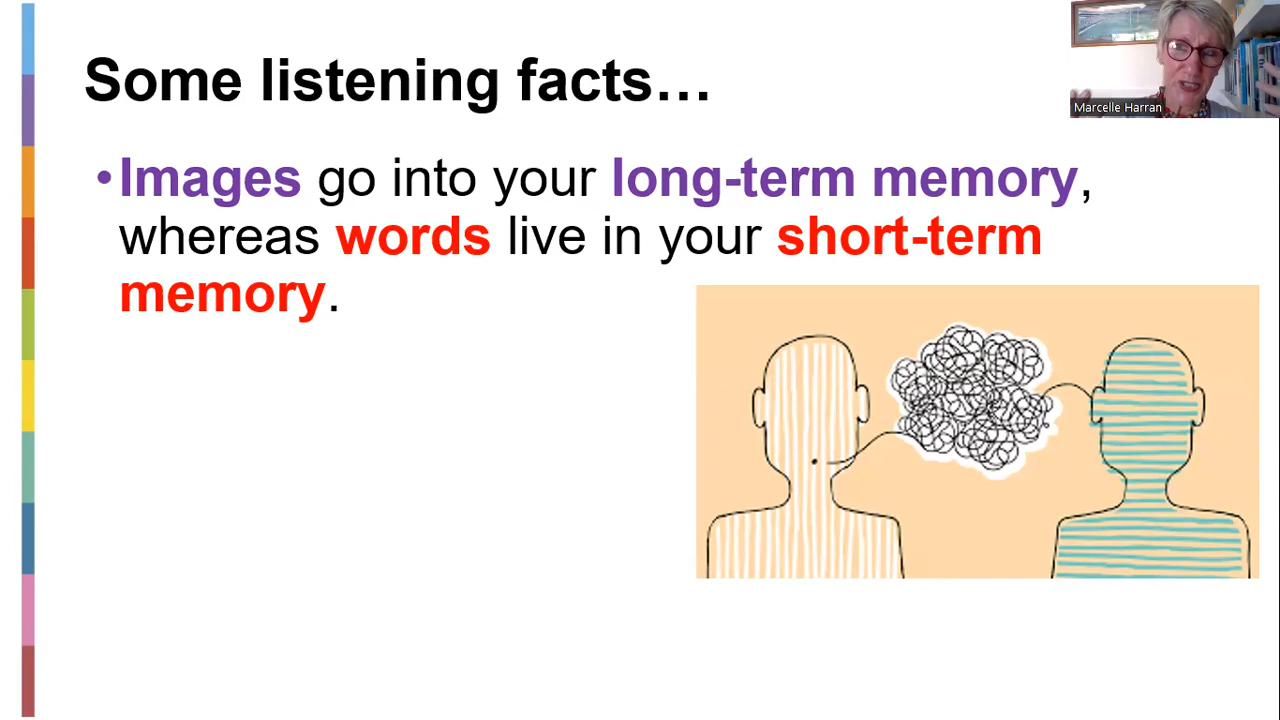 Some listening facts…
Marcelle Harran
•Images go into your long-term memory,
whereas words live in your short-term
memory.